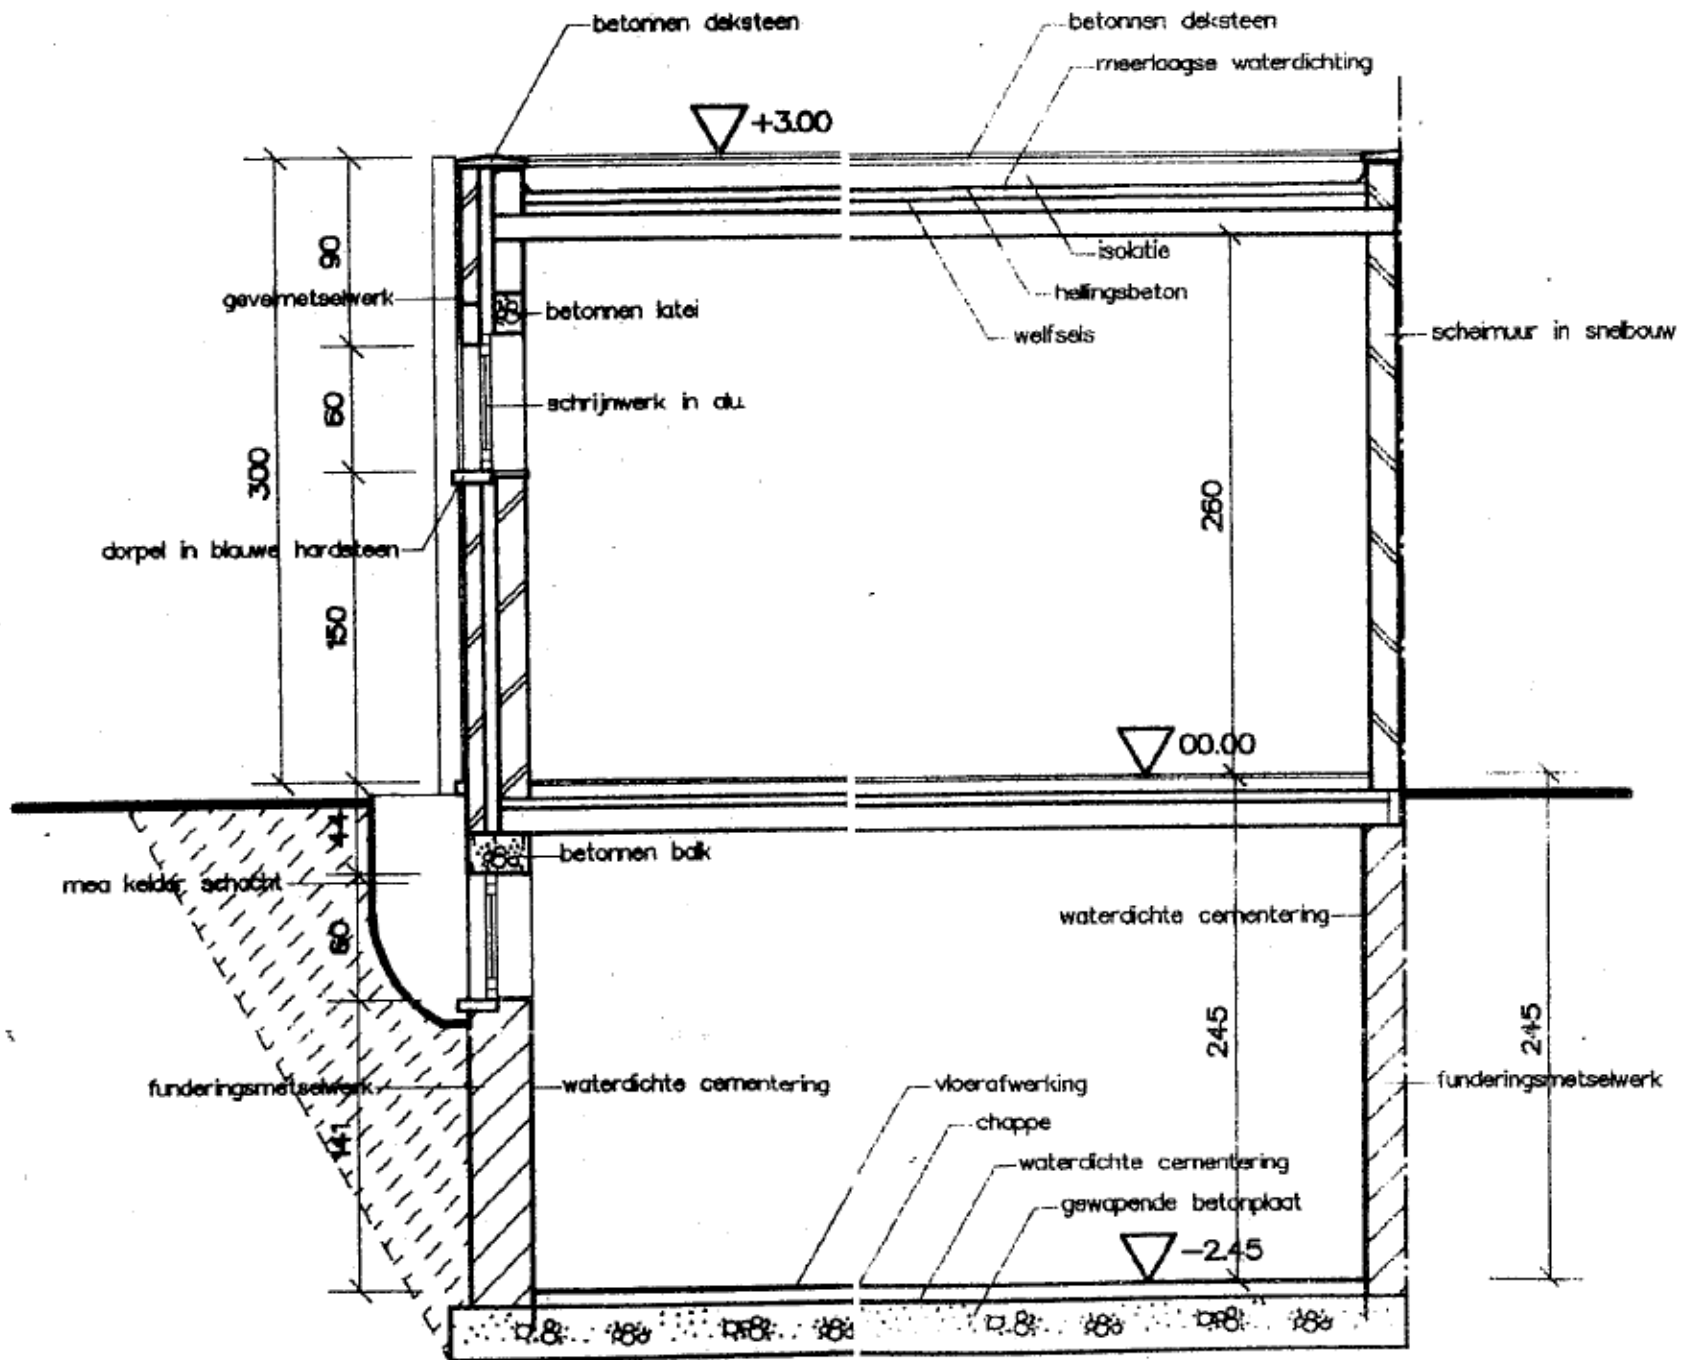 betonnen deksteen
betonnen deksteen
meerlaagse waterdichting
+3.00
90
isolatie
gevelmetselwerk
hellingsbeton
betonnen latei
welfsels
scheimuur in snelbouw
60
schrijnwerk in alu.
300
260
dorpel in blauwe hardsteen
150
00.00
44
betonnen balk
mea kelder schacht
waterdichte cementering
60
245
245
funderingsmetselwerk
waterdichte cementering
vloerafwerking
funderingsmetselwerk
chappe
141
waterdichte cementering
gewapende betonplaat
-2.45